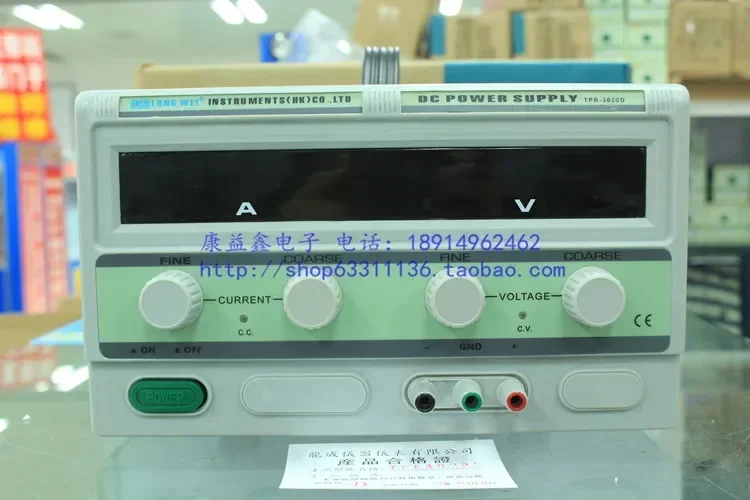 LONG WEI INSTRUMENTS(HK)CO.,LTD
DC POWER SUPPLY TPR-3020D
A V
康益鑫电子 电话：18914962462
http://shop63311136.taobao.com
FINE COARSE FINE COARSE
CURRENT VOLTAGE
C.C. C.V.
ON OFF - GND +
POWER
龍威儀器儀表有限公司
產品合格證